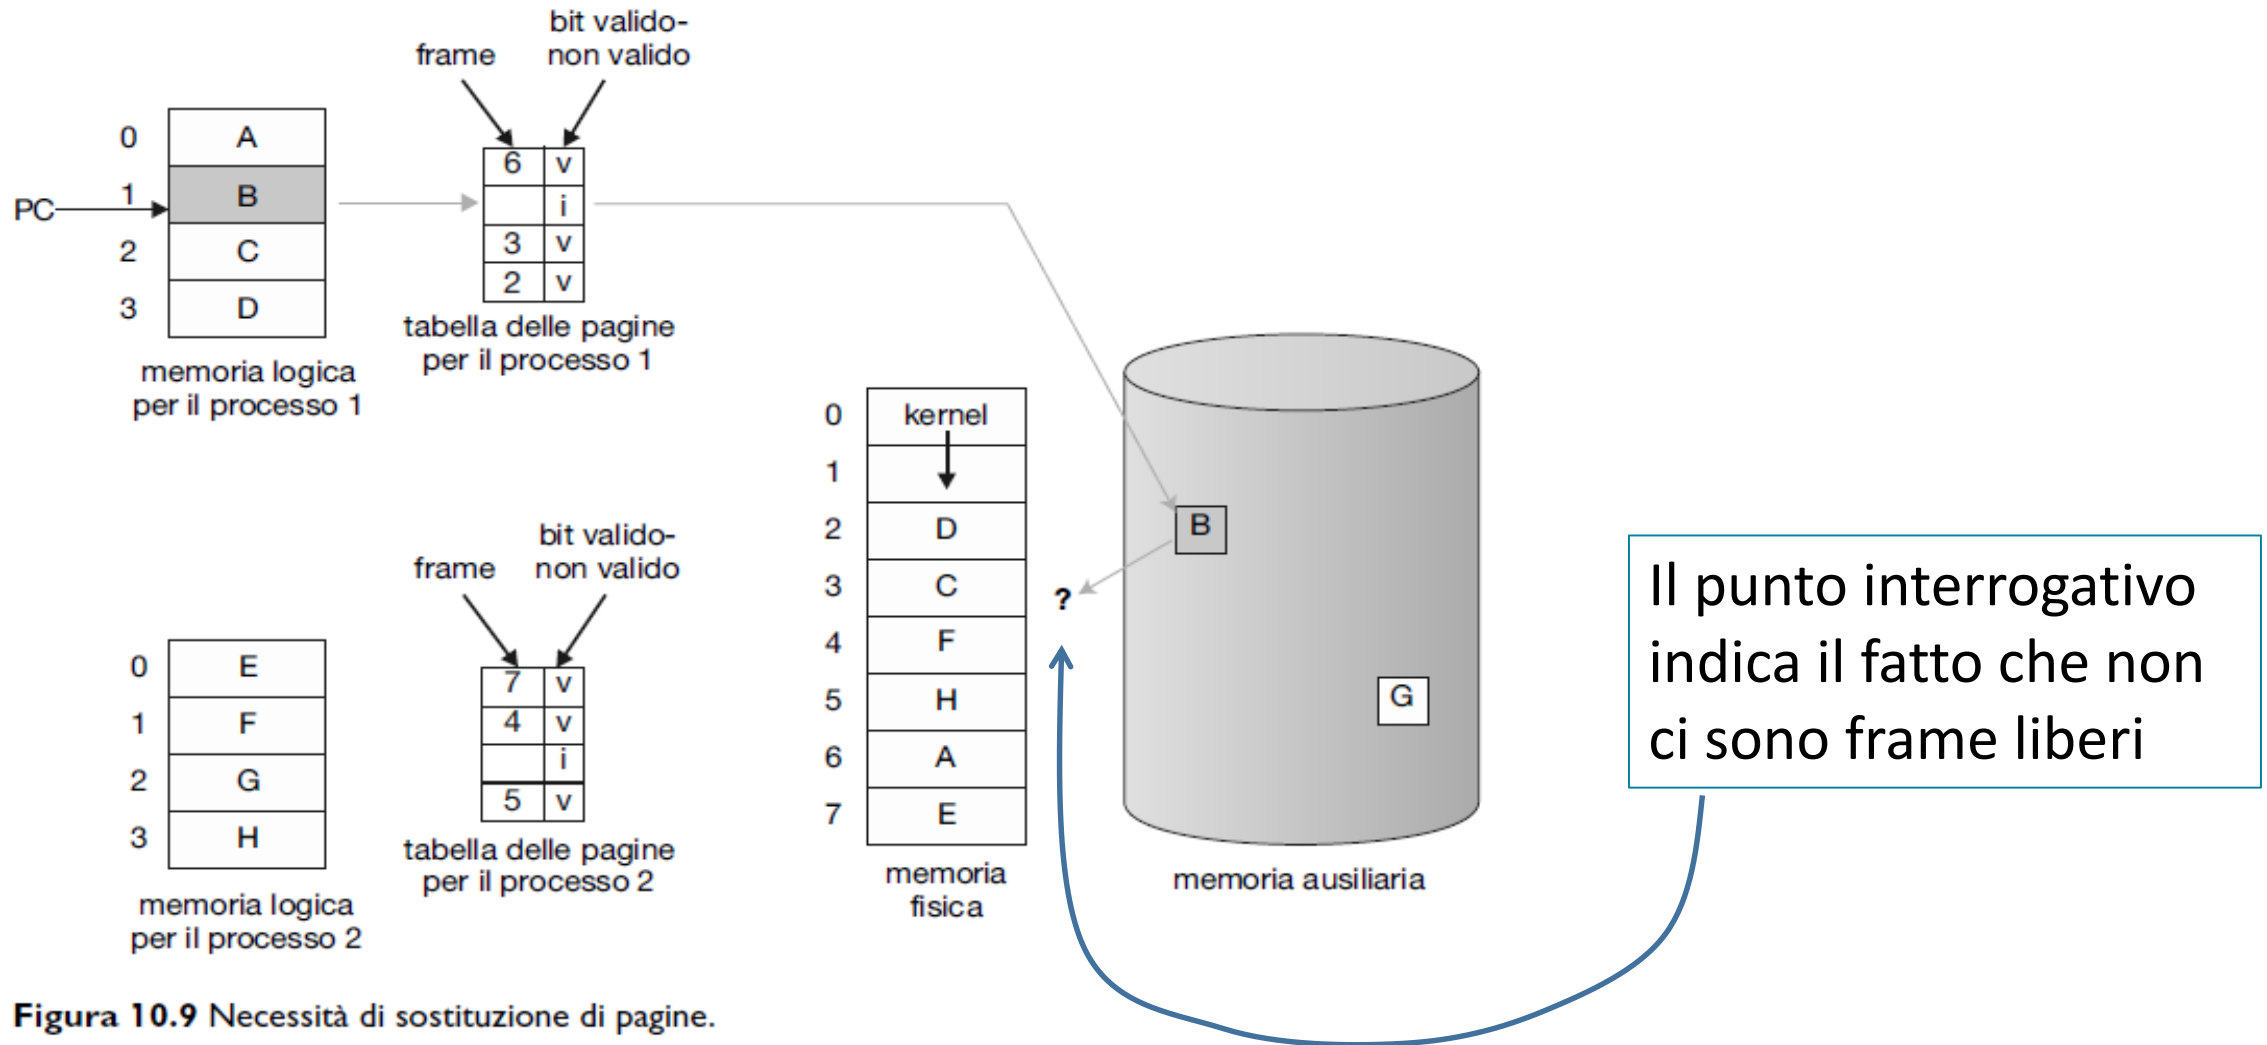 frame
bit valido-
non valido
0 A
PC 1 B
2 C
3 D
6 v
i
3 v
2 v
memoria logica
per il processo 1
tabella delle pagine
per il processo 1
frame
bit valido-
non valido
0 E
1 F
2 G
3 H
7 v
4 v
i
5 v
memoria logica
per il processo 2
tabella delle pagine
per il processo 2
0 kernel
1
2 D
3 C
4 F
5 H
6 A
7 E
memoria
fisica
?
B
G
memoria ausiliaria
Il punto interrogativo
indica il fatto che non
ci sono frame liberi
Figura 10.9 Necessità di sostituzione di pagine.